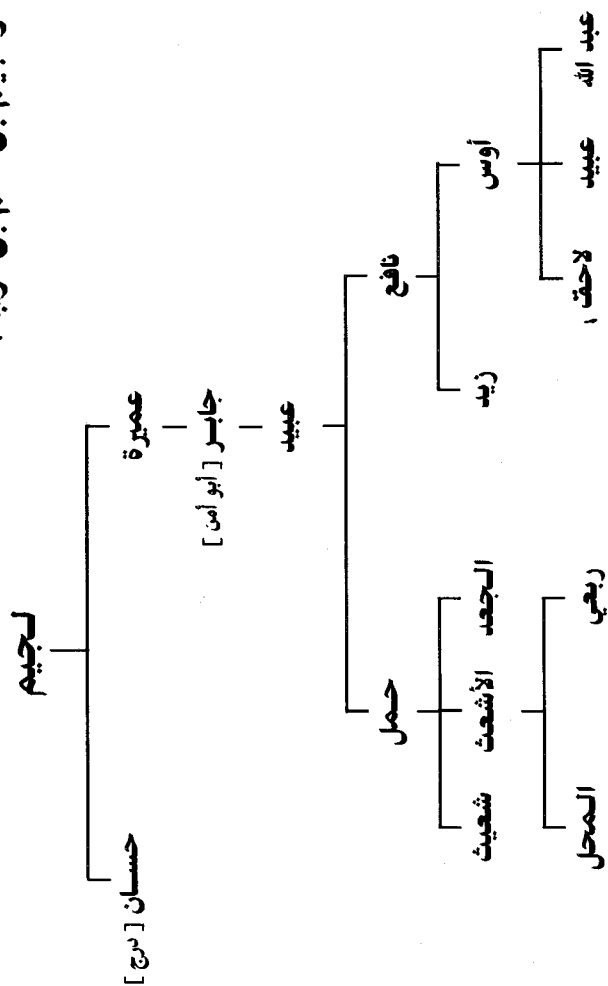 لجيم
عميرة حسان [ درج ]
جابر [ أبو أمن ]
عبيد
نافع حمل
أوس زيد الجعد الأشعث شعيث
عبد الله عبيد لاحق ١ ربعي المحل